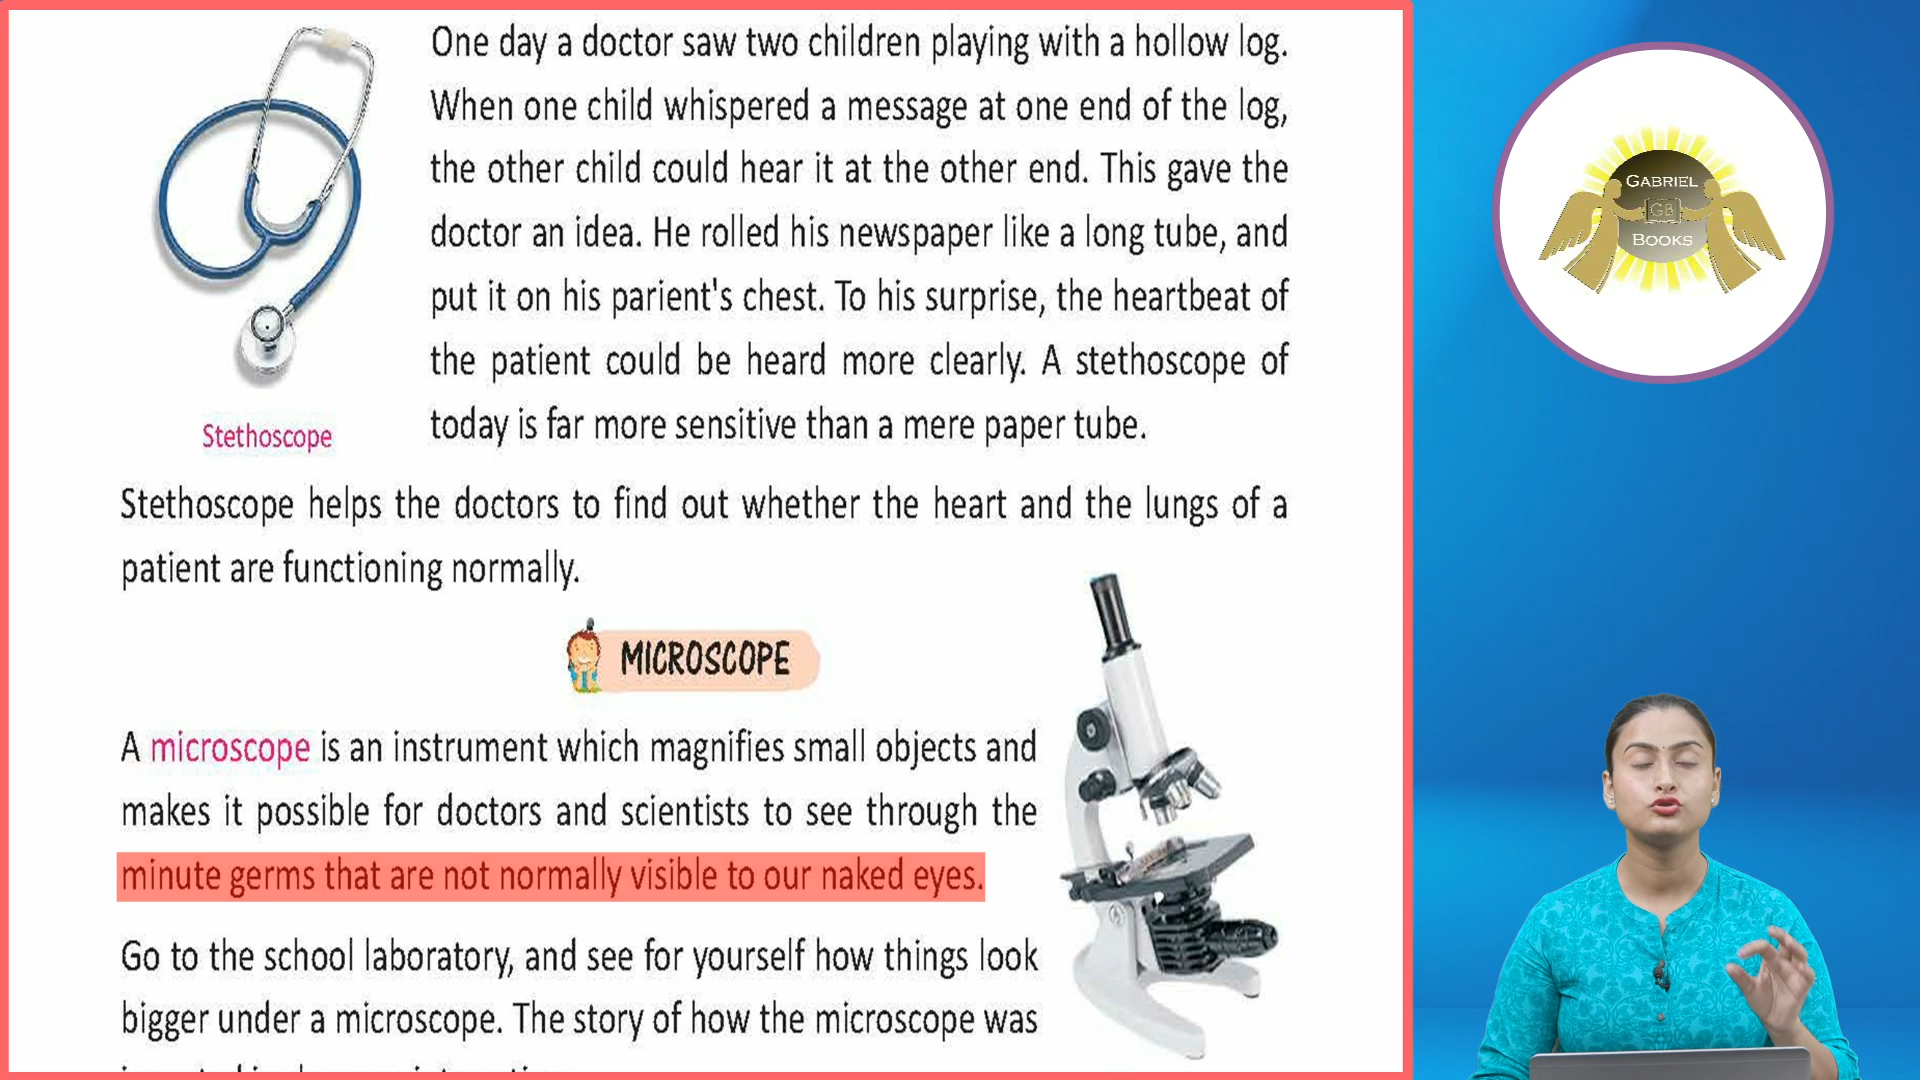 One day a doctor saw two children playing with a hollow log.
When one child whispered a message at one end of the log,
the other child could hear it at the other end. This gave the
doctor an idea. He rolled his newspaper like a long tube, and
put it on his parient's chest. To his surprise, the heartbeat of
the patient could be heard more clearly. A stethoscope of
today is far more sensitive than a mere paper tube.
Stethoscope
Stethoscope helps the doctors to find out whether the heart and the lungs of a
patient are functioning normally.
MICROSCOPE
A microscope is an instrument which magnifies small objects and
makes it possible for doctors and scientists to see through the
minute germs that are not normally visible to our naked eyes.
Go to the school laboratory, and see for yourself how things look
bigger under a microscope. The story of how the microscope was
GABRIEL
GB
BOOKS